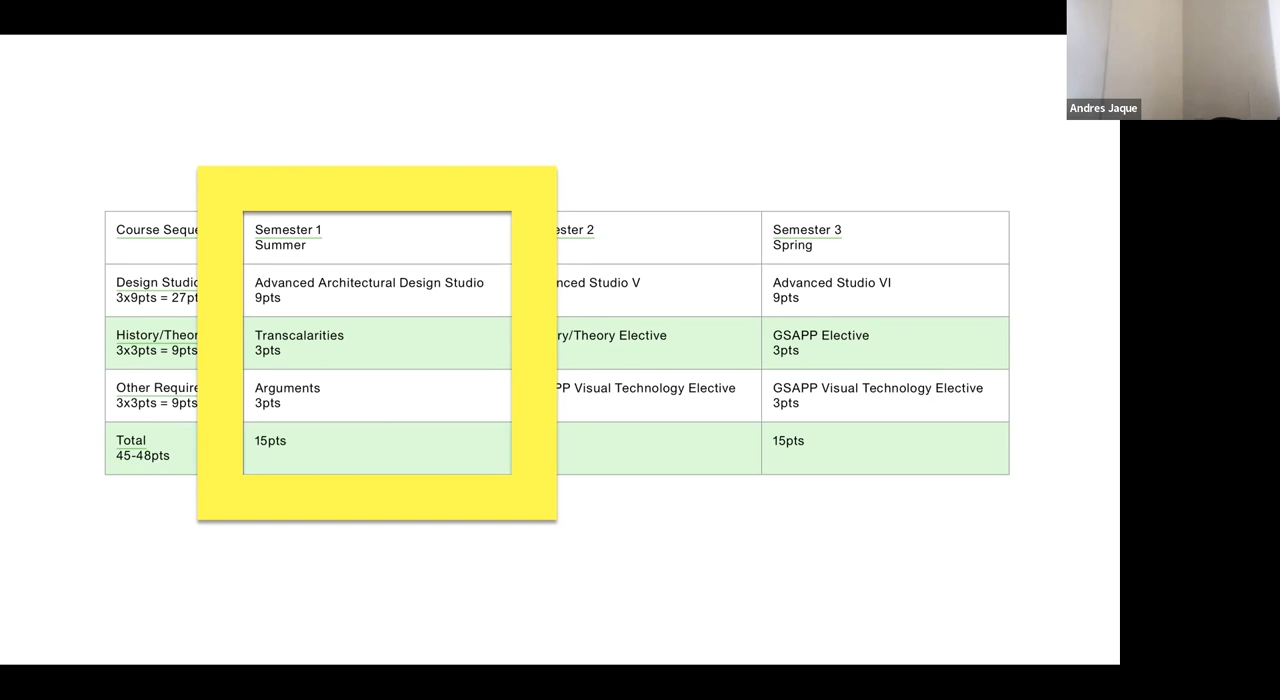 Andres Jaque
Course Seque
Semester 1
Summer
ester 2
Semester 3
Spring
Design Studio
3x9pts = 27pt
Advanced Architectural Design Studio
9pts
nced Studio V
Advanced Studio VI
9pts
History/Theor
3x3pts = 9pts
Transcalarities
3pts
ry/Theory Elective
GSAPP Elective
3pts
Other Require
3x3pts = 9pts
Arguments
3pts
PP Visual Technology Elective
GSAPP Visual Technology Elective
3pts
Total
45-48pts
15pts
15pts